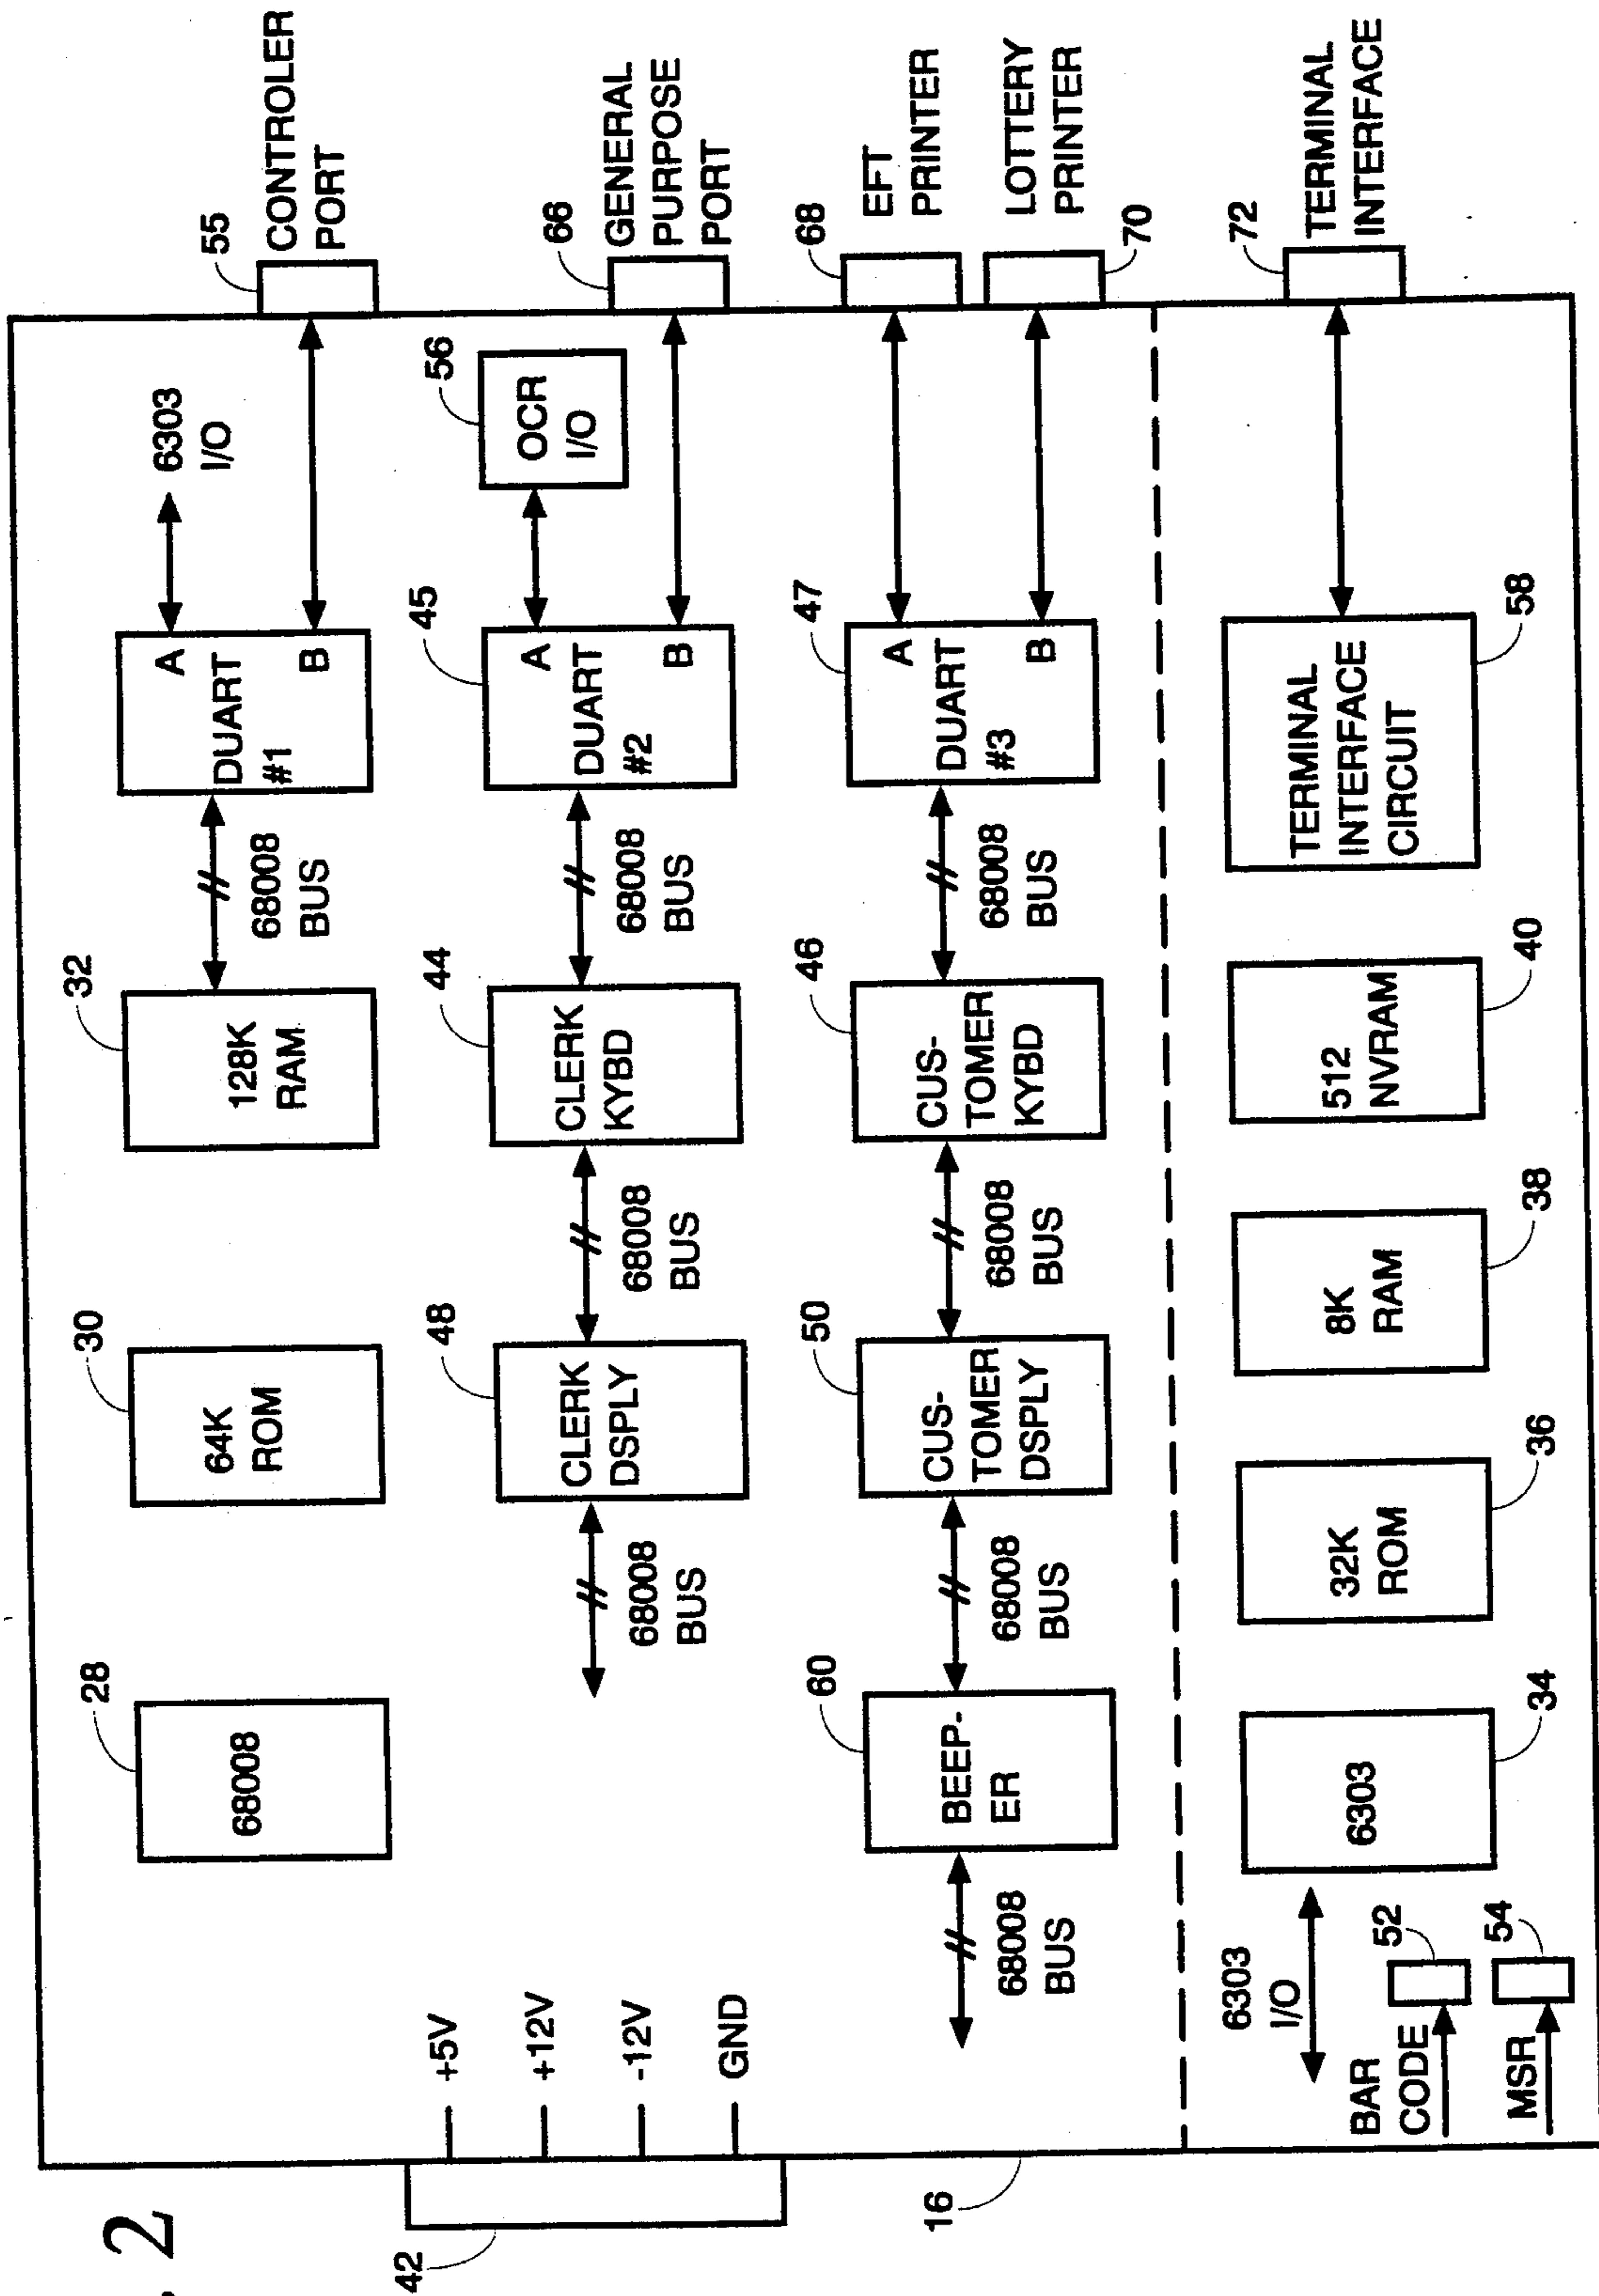 . 2
42
16
+5V
+12V
-12V
GND
28
68008
30
64K
ROM
32
128K
RAM
68008
BUS
DUART
#1
A
B
6303
I/O
55
CONTROLER
PORT
68008
BUS
48
CLERK
DSPLY
68008
BUS
44
CLERK
KYBD
68008
BUS
45
DUART
#2
A
B
56
OCR
I/O
66
GENERAL
PURPOSE
PORT
68008
BUS
60
BEEP-
ER
68008
BUS
50
CUS-
TOMER
DSPLY
68008
BUS
46
CUS-
TOMER
KYBD
68008
BUS
47
DUART
#3
A
B
68
EFT
PRINTER
LOTTERY
PRINTER
70
6303
I/O
BAR
CODE
52
MSR
54
6303
34
32K
ROM
36
8K
RAM
38
512
NVRAM
40
TERMINAL
INTERFACE
CIRCUIT
58
72
TERMINAL
INTERFACE